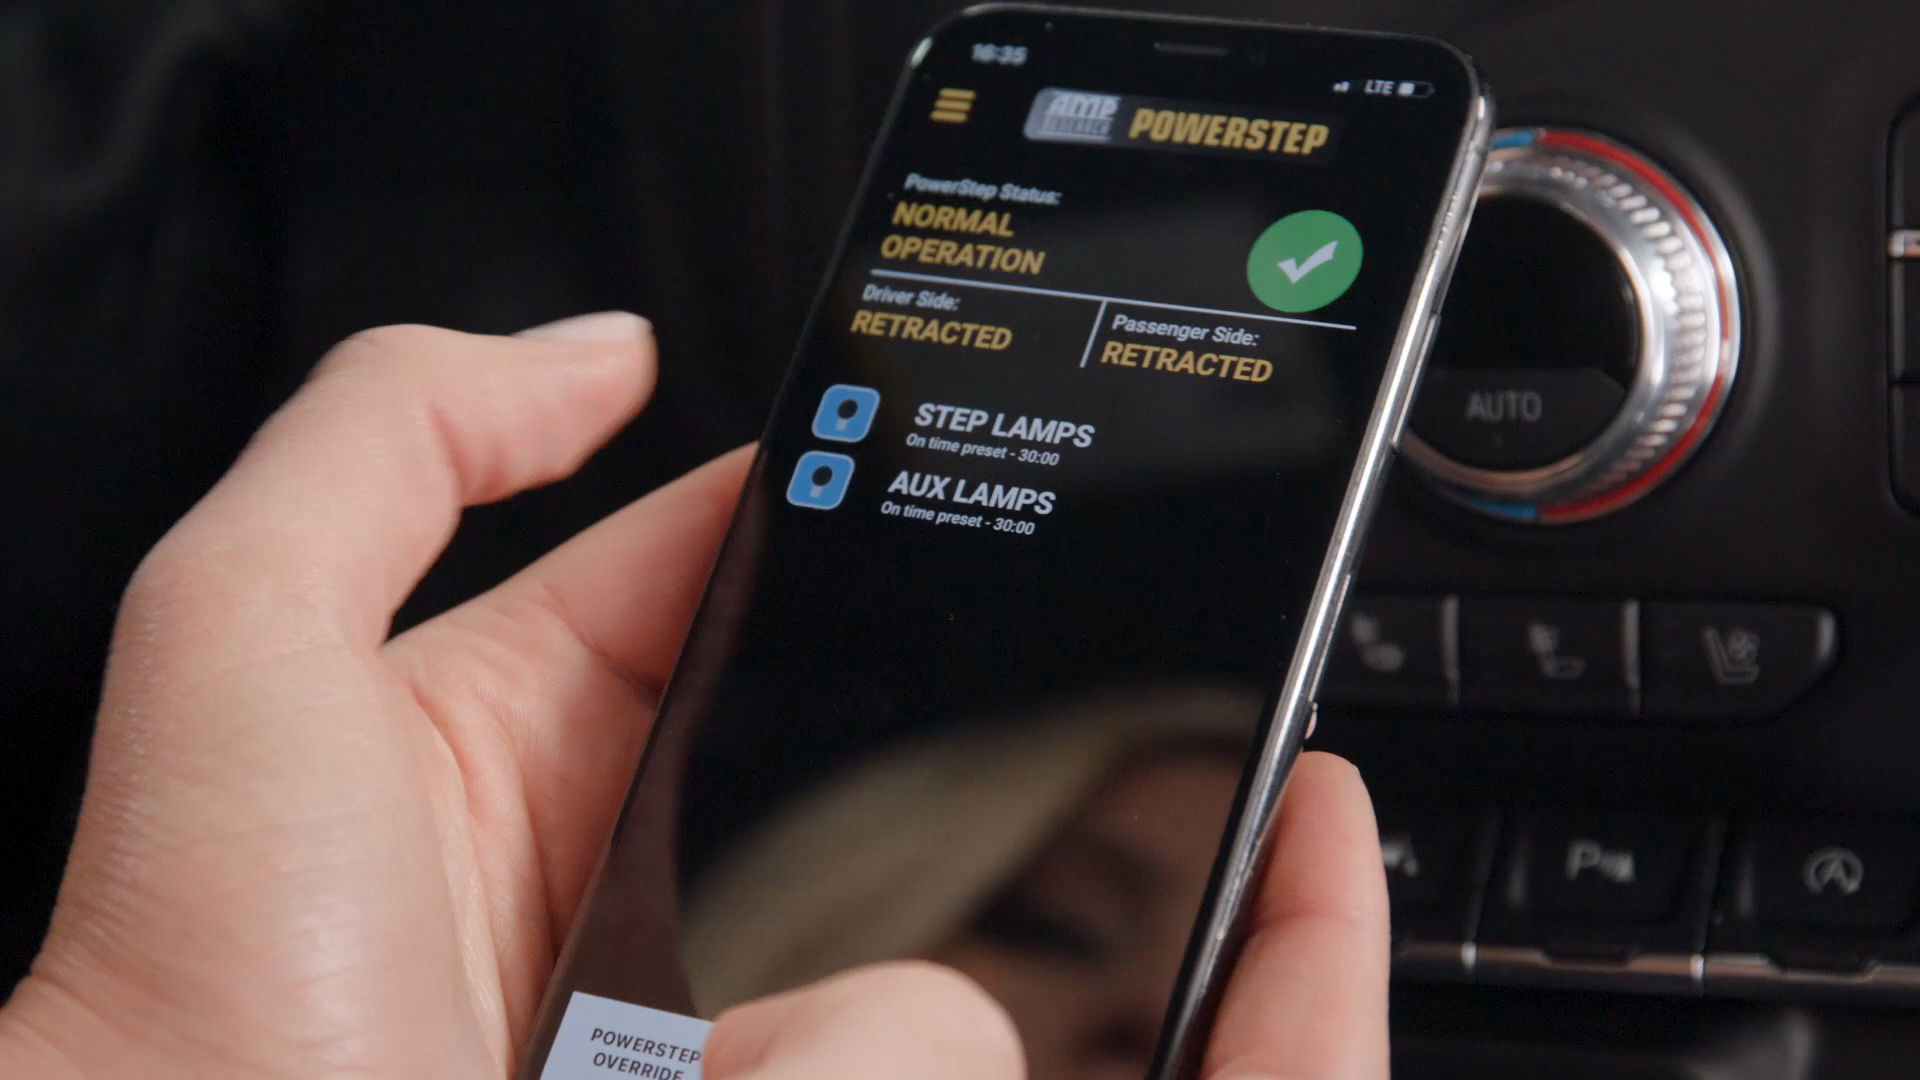 16:35
LTE
AMP
RESEARCH
POWERSTEP
PowerStep Status:
NORMAL
OPERATION
Driver Side:
RETRACTED
Passenger Side:
RETRACTED
STEP LAMPS
On time preset - 30:00
AUX LAMPS
On time preset - 30:00
AUTO
POWERSTEP
OVERRIDE